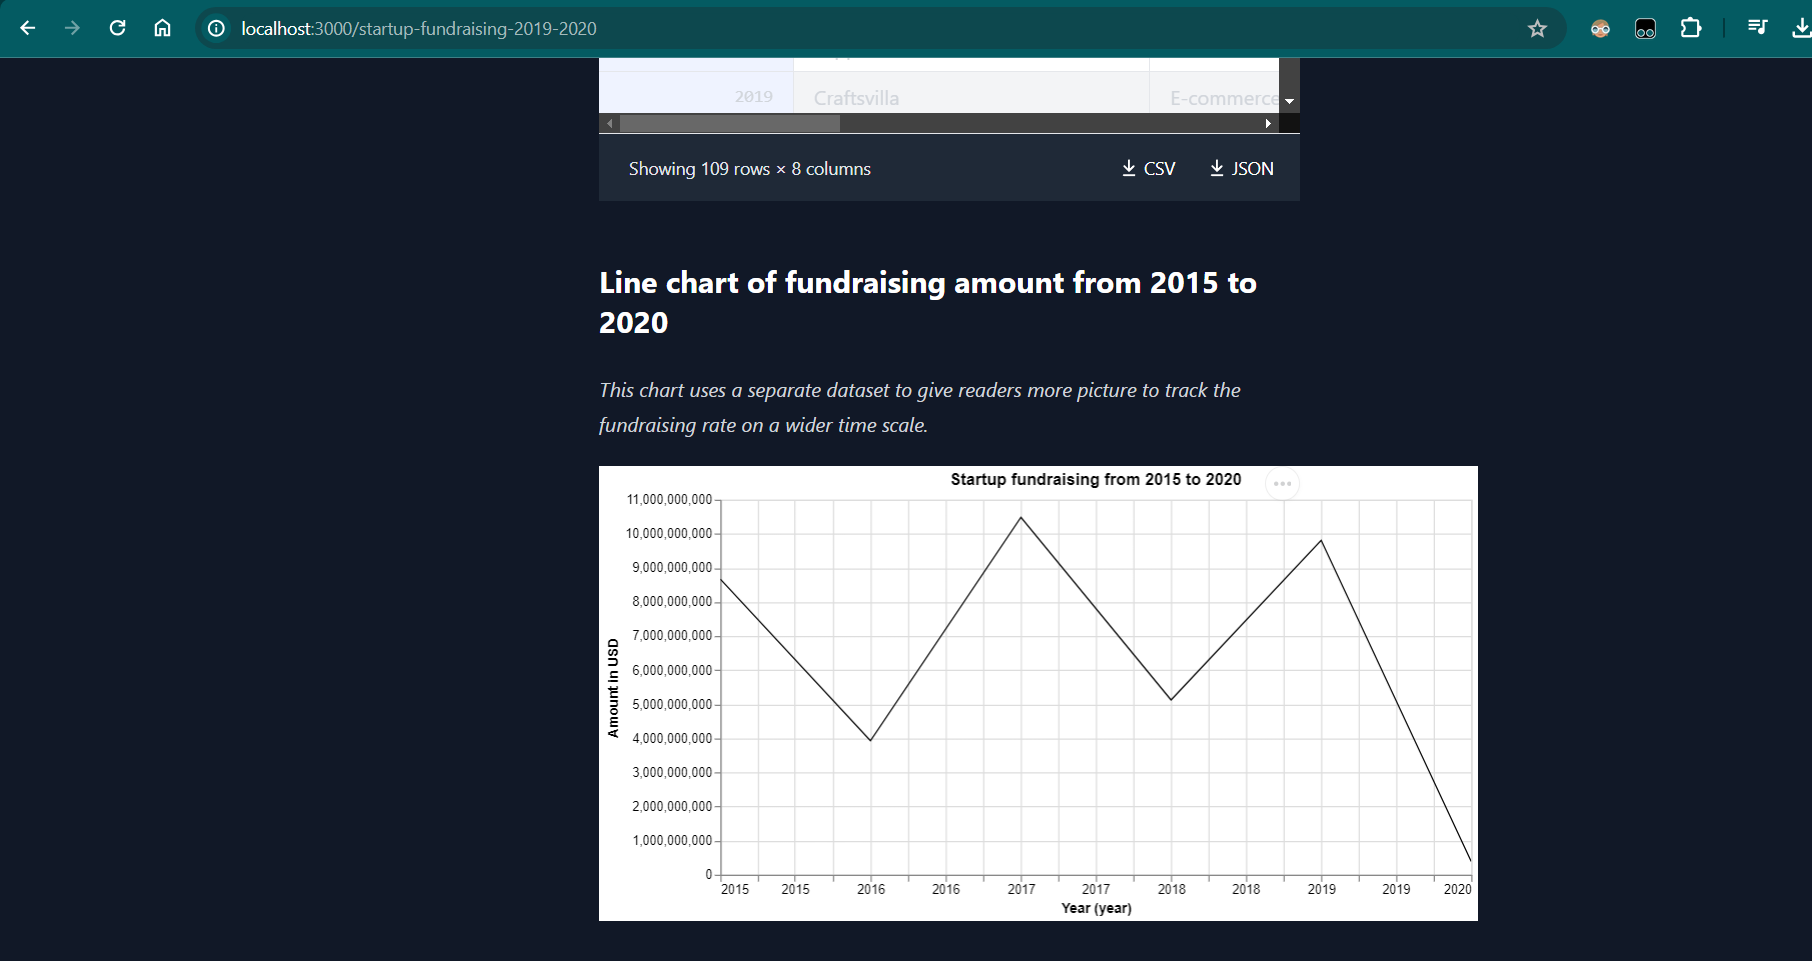 localhost:3000/startup-fundraising-2019-2020
2019 Craftsvilla E-commerce
Showing 109 rows × 8 columns CSV JSON
Line chart of fundraising amount from 2015 to
2020
This chart uses a separate dataset to give readers more picture to track the
fundraising rate on a wider time scale.
Startup fundraising from 2015 to 2020
11,000,000,000
10,000,000,000
9,000,000,000
8,000,000,000
7,000,000,000
6,000,000,000
5,000,000,000
4,000,000,000
3,000,000,000
2,000,000,000
1,000,000,000
0
Amount in USD
2015 2015 2016 2016 2017 2017 2018 2018 2019 2019 2020
Year (year)